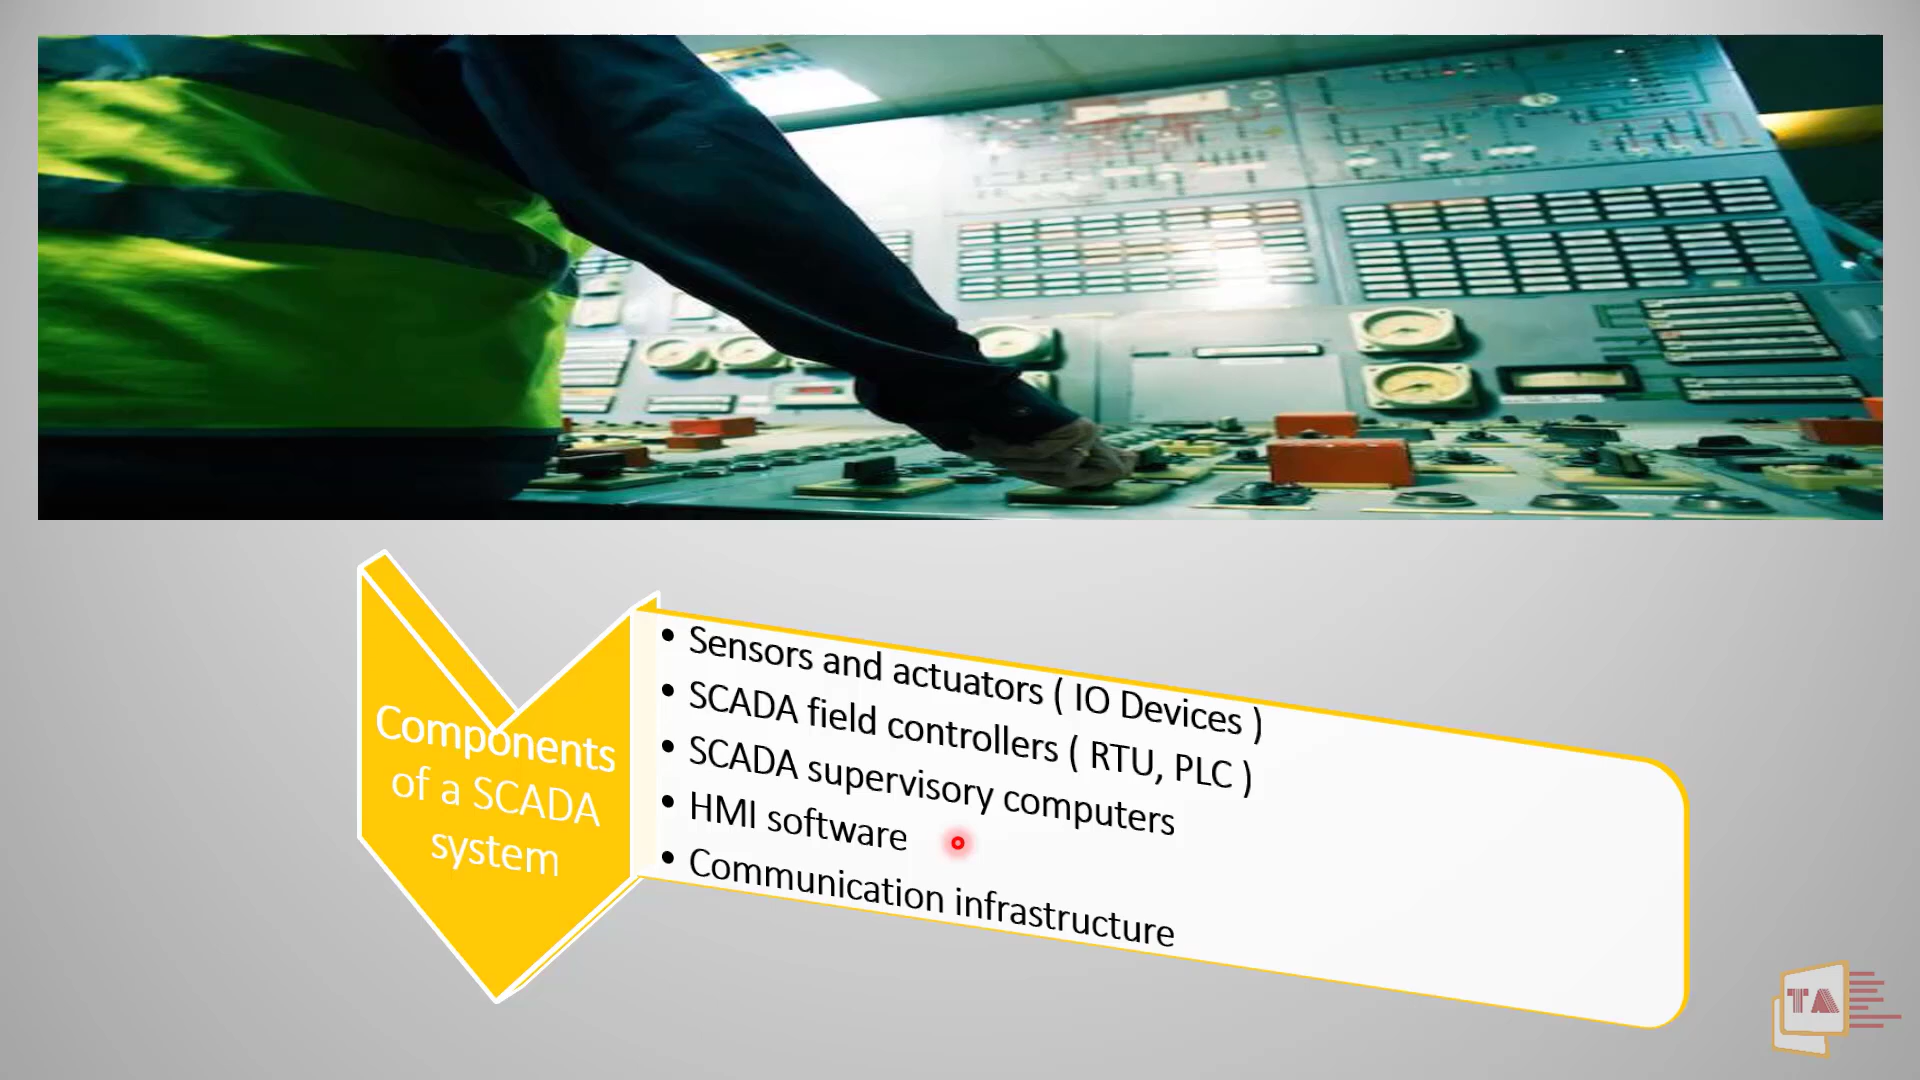 Components
of a SCADA
system
• Sensors and actuators ( IO Devices )
• SCADA field controllers ( RTU, PLC )
• SCADA supervisory computers
• HMI software
• Communication infrastructure
TA